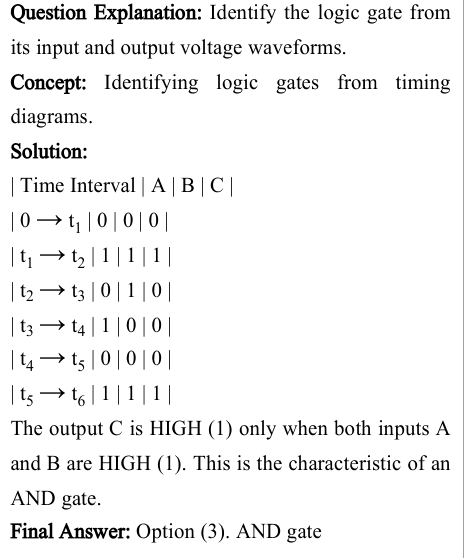 Question Explanation: Identify the logic gate from
its input and output voltage waveforms.
Concept: Identifying logic gates from timing
diagrams.
Solution:
| Time Interval | A | B | C |
| 0 → t₁ | 0 | 0 | 0 |
| t₁ → t₂ | 1 | 1 | 1 |
| t₂ → t₃ | 0 | 1 | 0 |
| t₃ → t₄ | 1 | 0 | 0 |
| t₄ → t₅ | 0 | 0 | 0 |
| t₅ → t₆ | 1 | 1 | 1 |
The output C is HIGH (1) only when both inputs A
and B are HIGH (1). This is the characteristic of an
AND gate.
Final Answer: Option (3). AND gate